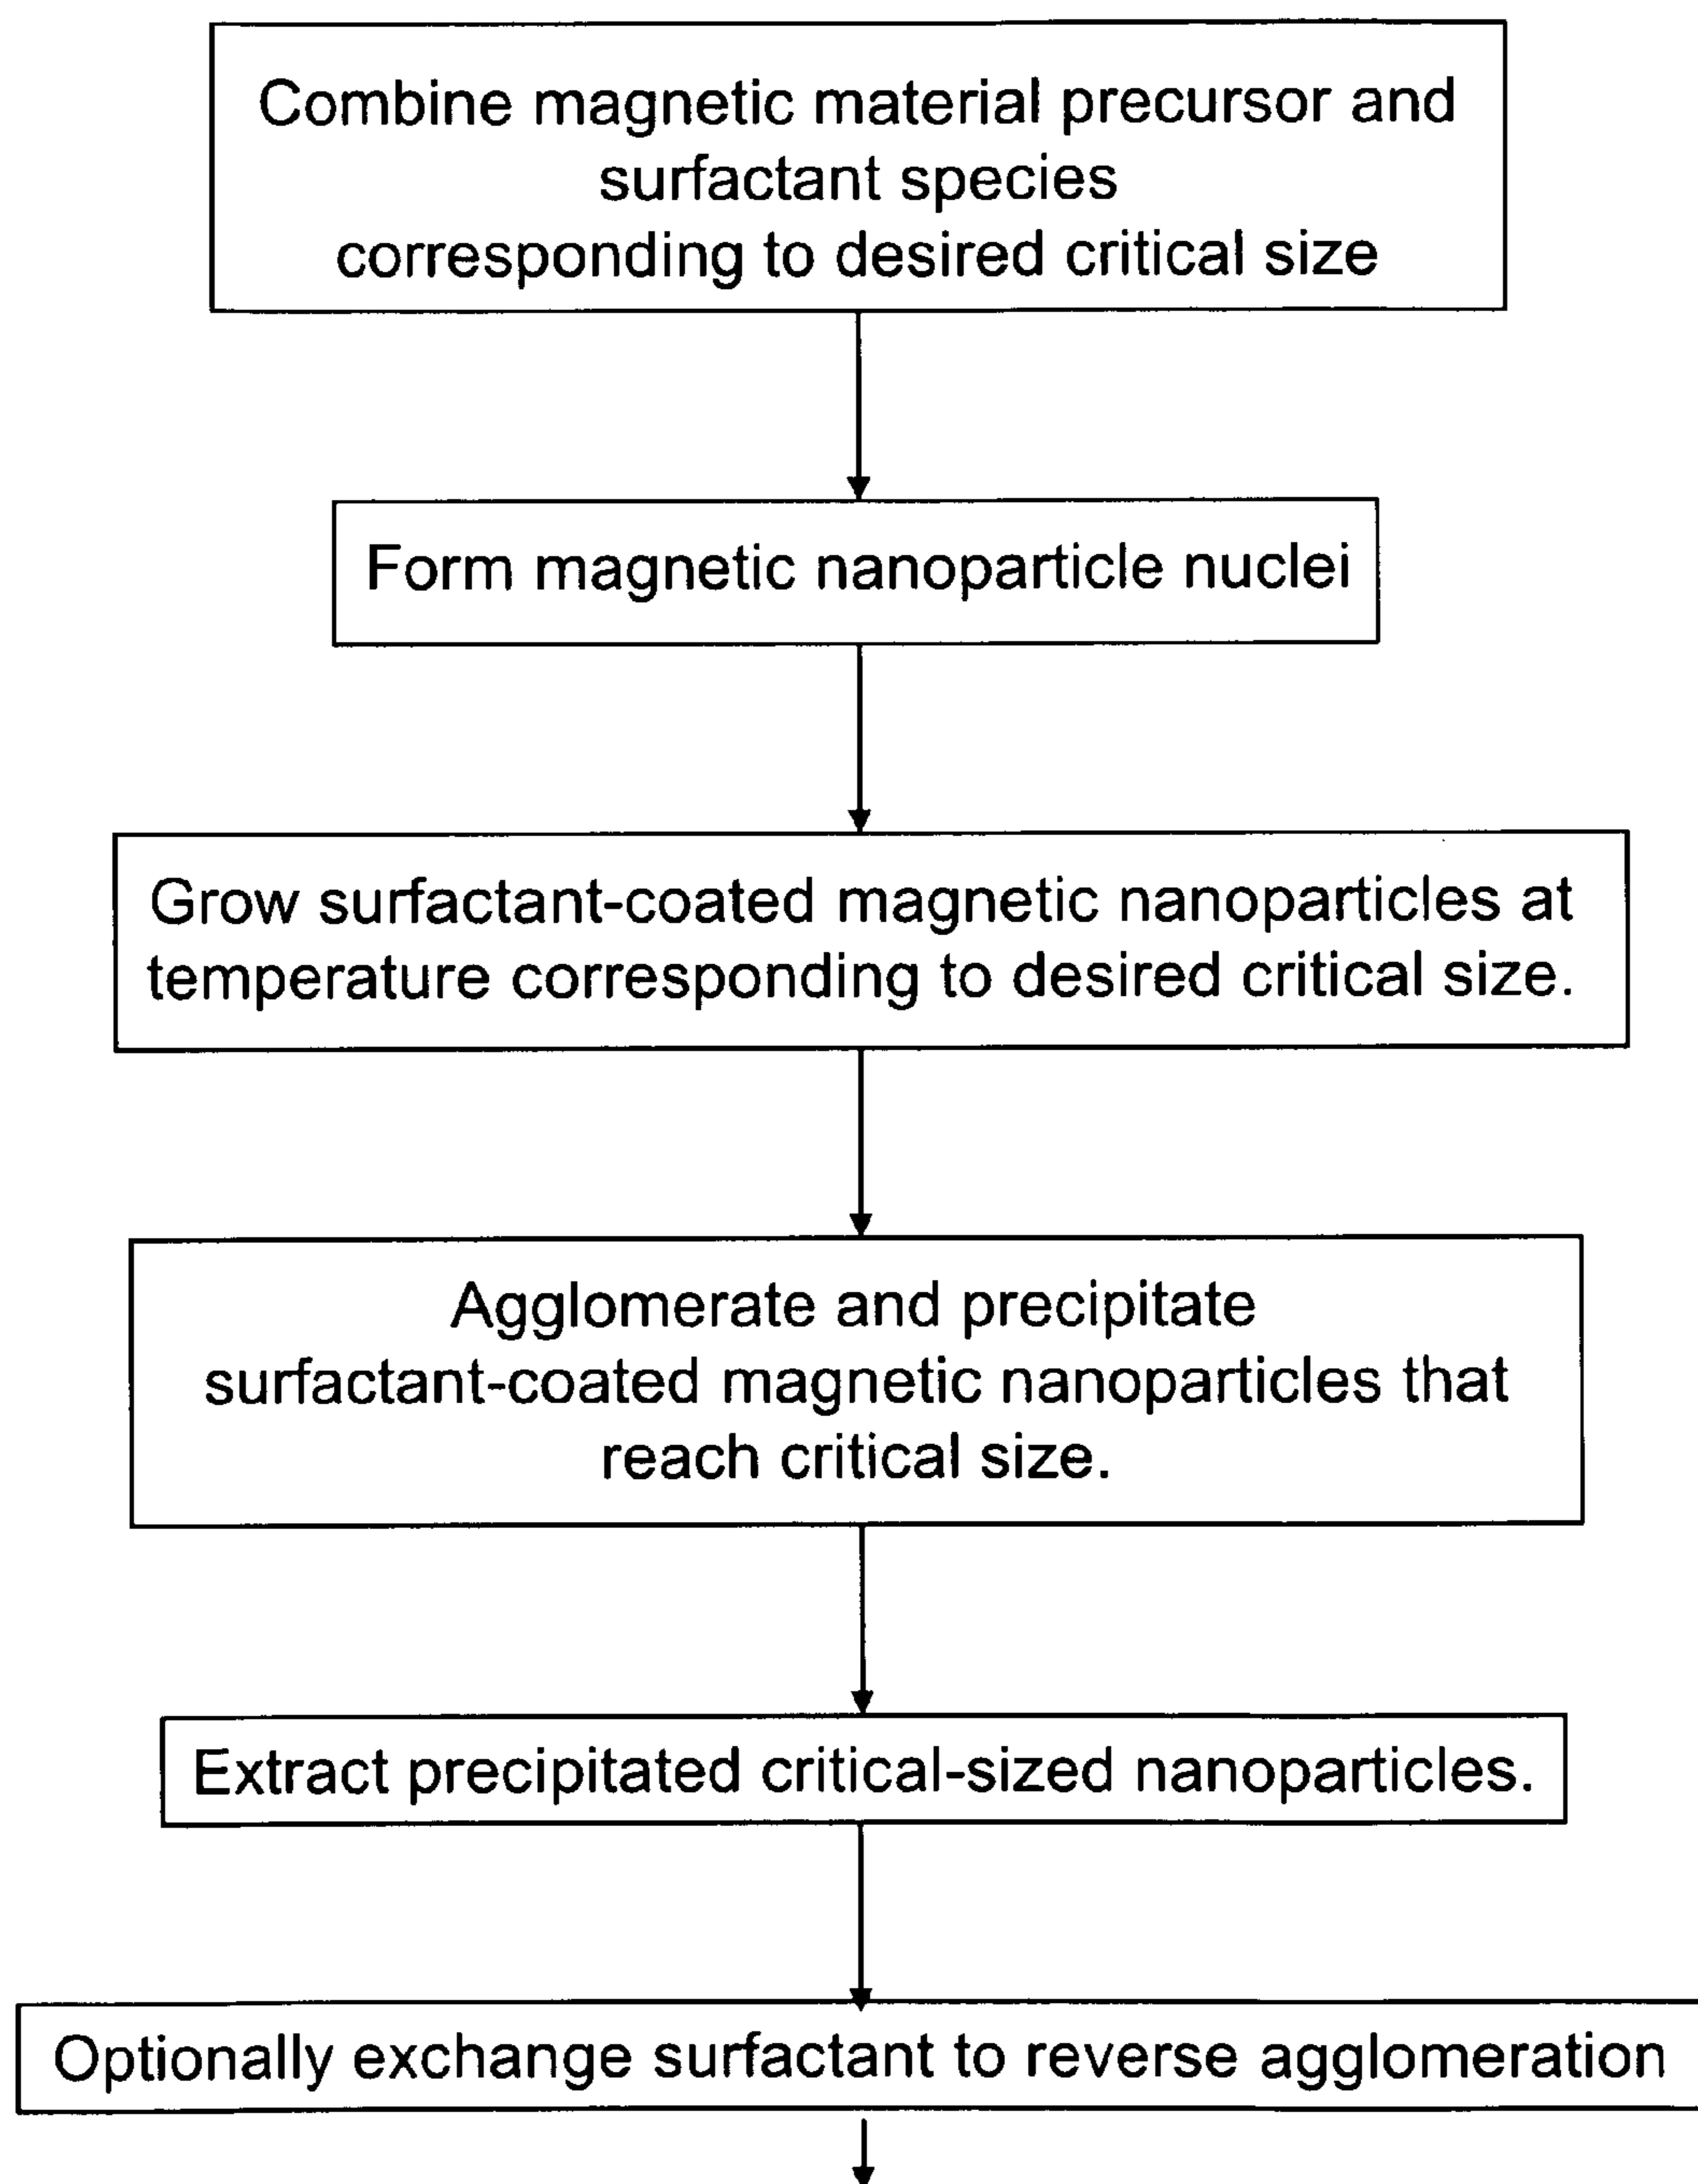 Combine magnetic material precursor and
surfactant species
corresponding to desired critical size
Form magnetic nanoparticle nuclei
Grow surfactant-coated magnetic nanoparticles at
temperature corresponding to desired critical size.
Agglomerate and precipitate
surfactant-coated magnetic nanoparticles that
reach critical size.
Extract precipitated critical-sized nanoparticles.
Optionally exchange surfactant to reverse agglomeration